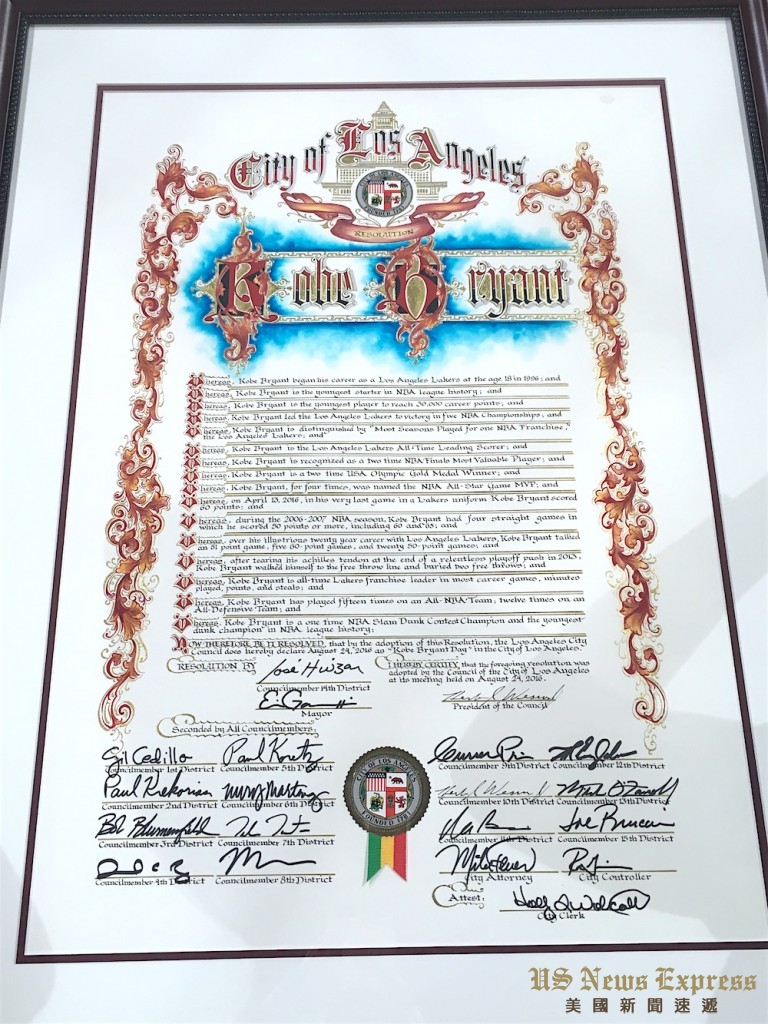 City of Los Angeles
FOUNDED 1781
RESOLUTION
Kobe Bryant
Whereas, Kobe Bryant began his career as a Los Angeles Lakers at the age 18 in 1996; and
Whereas, Kobe Bryant is the youngest starter in NBA league history; and
Whereas, Kobe Bryant is the youngest player to reach 30,000 career points; and
Whereas, Kobe Bryant led the Los Angeles Lakers to victory in five NBA Championships; and
Whereas, Kobe Bryant is distinguished by "Most Seasons Played for one NBA Franchise,
the Los Angeles Lakers; and"
Whereas, Kobe Bryant is the Los Angeles Lakers All-Time Leading Scorer; and
Whereas, Kobe Bryant is recognized as a two time NBA Finals Most Valuable Player; and
Whereas, Kobe Bryant is a two time USA Olympic Gold Medal Winner; and
Whereas, Kobe Bryant, for four times, was named the NBA All-Star Game MVP; and
Whereas, on April 13, 2016, in his very last game in a Lakers uniform Kobe Bryant scored
60 points; and
Whereas, during the 2006-2007 NBA season, Kobe Bryant had four straight games in
which he scored 50 points or more, including 60 and 65; and
Whereas, over his illustrious twenty year career with Los Angeles Lakers, Kobe Bryant tallied
an 81 point game, five 60-point games, and twenty 50-point games; and
Whereas, after tearing his achilles tendon at the end of a relentless playoff push in 2013,
Kobe Bryant walked himself to the free throw line and buried two free throws; and
Whereas, Kobe Bryant is all-time Lakers franchise leader in most career games, minutes
played, points, and steals; and
Whereas, Kobe Bryant has played fifteen times on an All-NBA Team, twelve times on an
All-Defensive Team; and
Whereas, Kobe Bryant is a one time NBA Slam Dunk Contest Champion and the youngest
dunk champion in NBA league history;
NOW THEREFORE, BE IT RESOLVED, that by the adoption of this Resolution, the Los Angeles City
Council does hereby declare August 24, 2016 as "Kobe Bryant Day" in the City of Los Angeles.
RESOLUTION BY José Huizar
Councilmember 14th District
Mayor
I HEREBY CERTIFY that the foregoing resolution was
adopted by the Council of the City of Los Angeles
at its meeting held on August 24, 2016.
Herb J Wesson
President of the Council
Seconded by All Councilmembers
Gil Cedillo Paul Koretz
Councilmember 1st District Councilmember 5th District
Paul Krekorian
Councilmember 2nd District Councilmember 6th District
Bob Blumenfield
Councilmember 3rd District Councilmember 7th District
Councilmember 4th District Councilmember 8th District
CITY OF LOS ANGELES
FOUNDED 1781
Councilmember 9th District Councilmember 12th District
Councilmember 10th District Councilmember 13th District
Councilmember 11th District Councilmember 15th District
City Attorney City Controller
Attest:
City Clerk
US News Express
美國新聞速遞